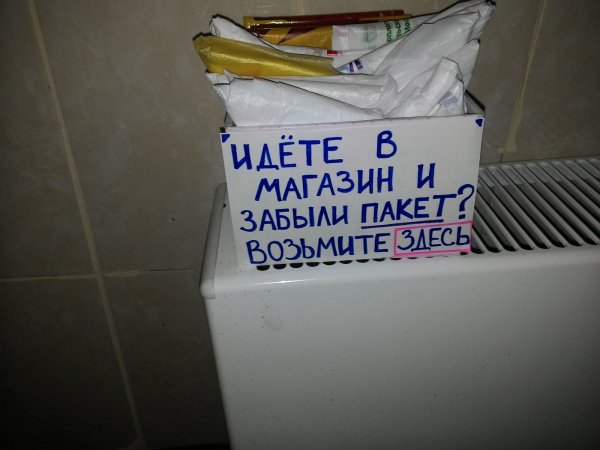 ИДЁТЕ В
МАГАЗИН И
ЗАБЫЛИ ПАКЕТ?
ВОЗЬМИТЕ ЗДЕСЬ